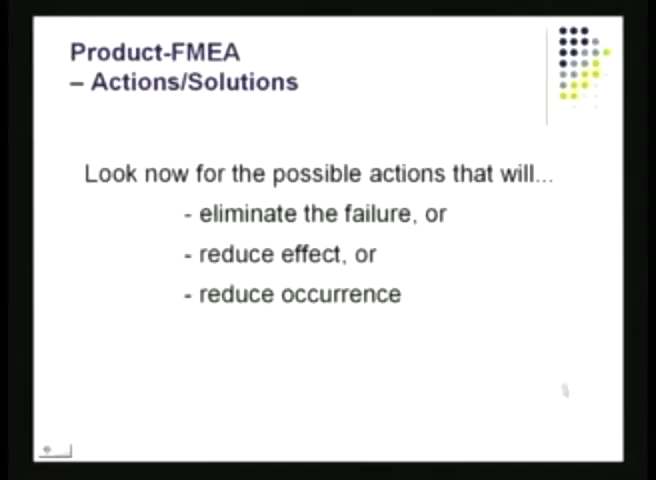 Product-FMEA
– Actions/Solutions
Look now for the possible actions that will...
- eliminate the failure, or
- reduce effect, or
- reduce occurrence